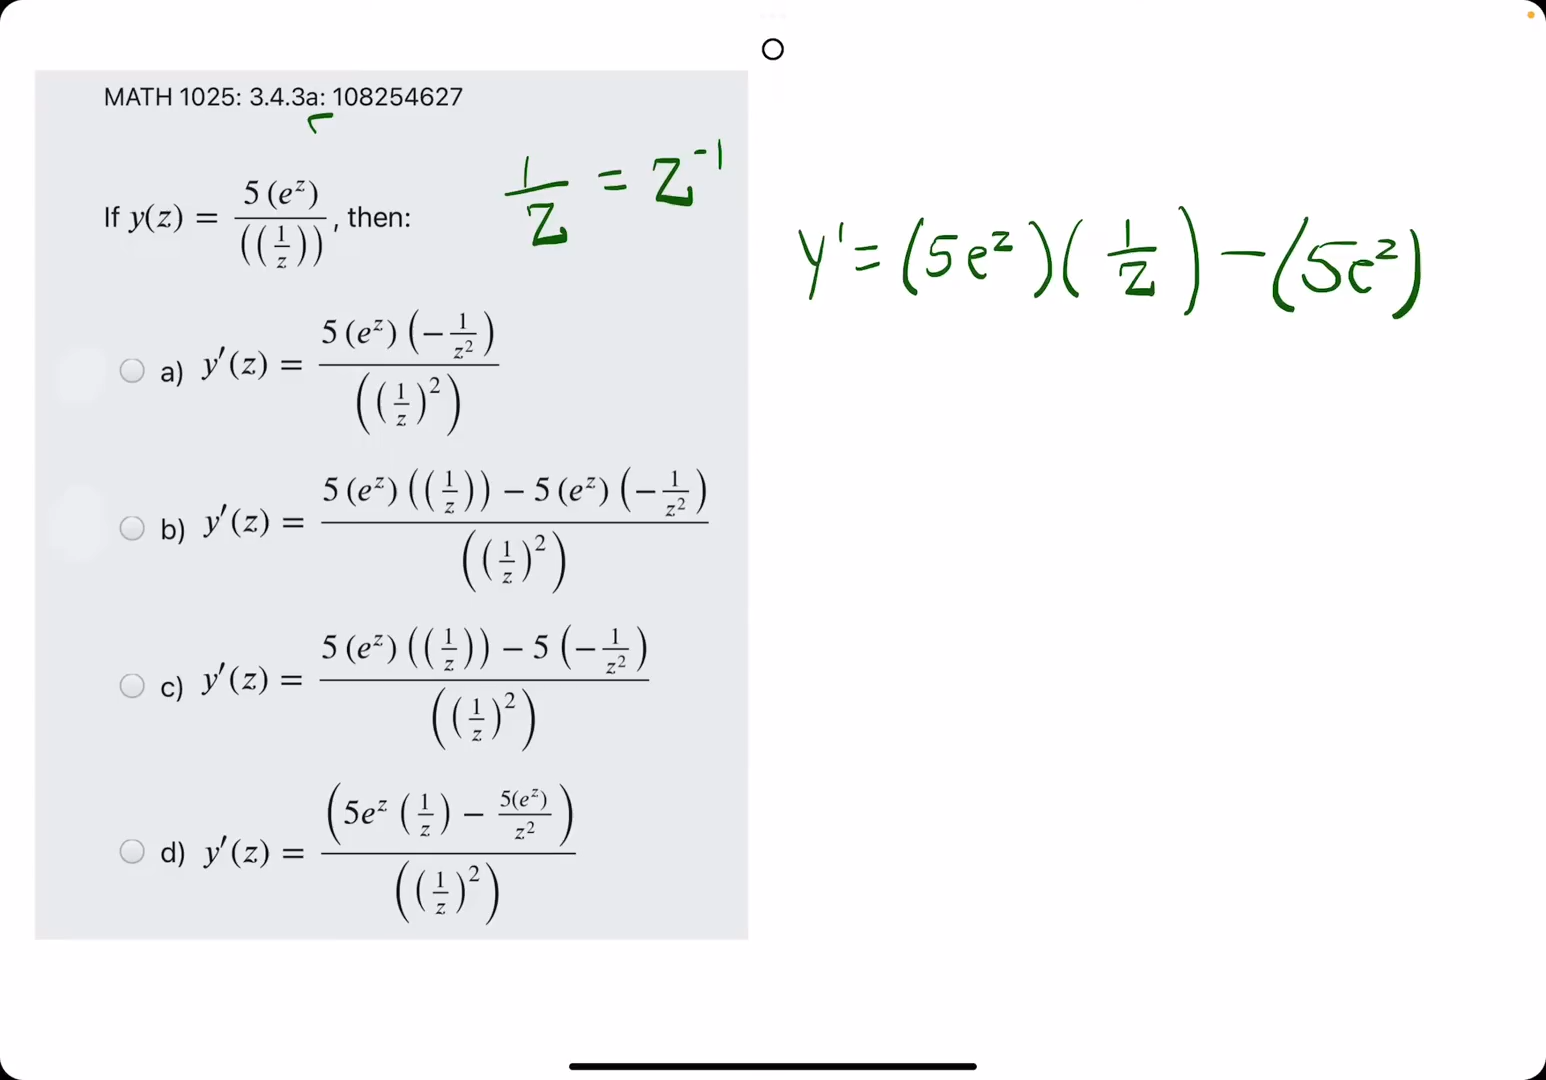 MATH 1025: 3.4.3a: 108254627
1/z = z^-1
If y(z) = 5(e^z)/((1/z)), then:
y' = (5e^z)(1/z) - (5e^z)
a) y'(z) = 5(e^z)(-1/z^2)/((1/z)^2)
b) y'(z) = (5(e^z)((1/z)) - 5(e^z)(-1/z^2))/((1/z)^2)
c) y'(z) = (5(e^z)((1/z)) - 5(-1/z^2))/((1/z)^2)
d) y'(z) = (5e^z(1/z) - 5(e^z)/z^2)/((1/z)^2)